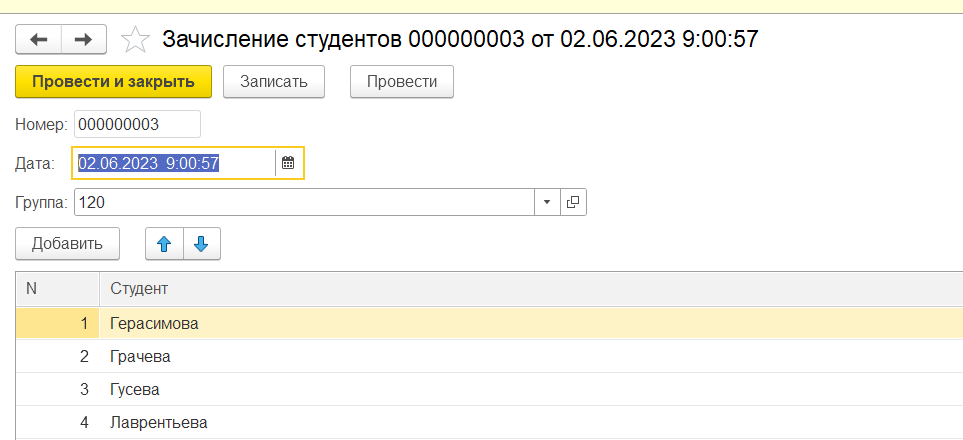 Зачисление студентов 000000003 от 02.06.2023 9:00:57
Провести и закрыть Записать Провести
Номер: 000000003
Дата: 02.06.2023 9:00:57
Группа: 120
Добавить
N Студент
1 Герасимова
2 Грачева
3 Гусева
4 Лаврентьева